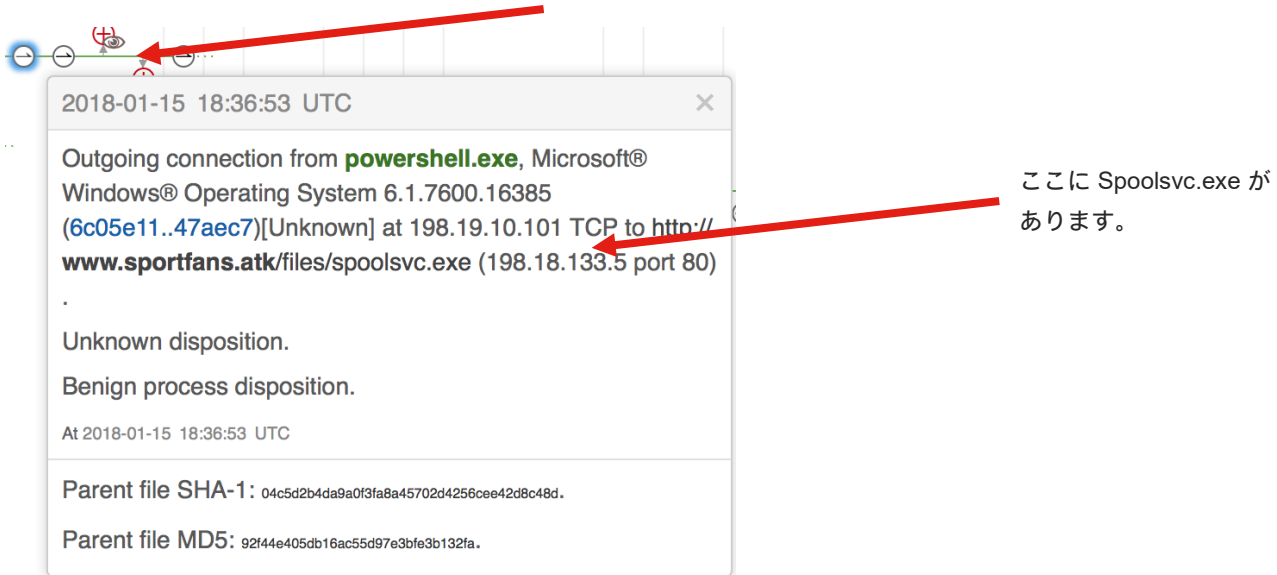 2018-01-15 18:36:53 UTC
Outgoing connection from powershell.exe, Microsoft®
Windows® Operating System 6.1.7600.16385
(6c05e11..47aec7)[Unknown] at 198.19.10.101 TCP to http://
www.sportfans.atk/files/spoolsvc.exe (198.18.133.5 port 80)
.
Unknown disposition.
Benign process disposition.
At 2018-01-15 18:36:53 UTC
Parent file SHA-1: 04c5d2b4da9a0f3fa8a45702d4256cee42d8c48d.
Parent file MD5: 92f44e405db16ac55d97e3bfe3b132fa.
ここに Spoolsvc.exe が
あります。